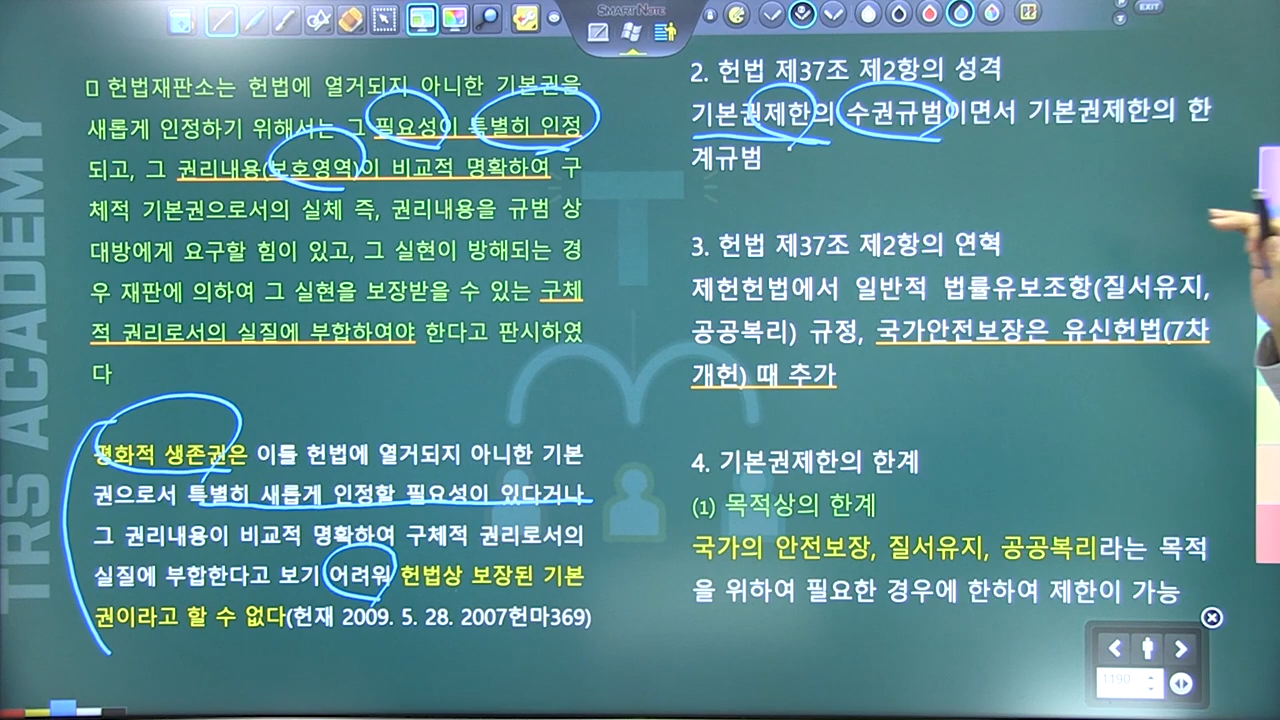 SMART NOTE
EXIT
TRS ACADEMY
▯ 헌법재판소는 헌법에 열거되지 아니한 기본권을
새롭게 인정하기 위해서는 그 필요성이 특별히 인정
되고, 그 권리내용(보호영역)이 비교적 명확하여 구
체적 기본권으로서의 실체 즉, 권리내용을 규범 상
대방에게 요구할 힘이 있고, 그 실현이 방해되는 경
우 재판에 의하여 그 실현을 보장받을 수 있는 구체
적 권리로서의 실질에 부합하여야 한다고 판시하였
다
평화적 생존권은 이를 헌법에 열거되지 아니한 기본
권으로서 특별히 새롭게 인정할 필요성이 있다거나
그 권리내용이 비교적 명확하여 구체적 권리로서의
실질에 부합한다고 보기 어려워 헌법상 보장된 기본
권이라고 할 수 없다(헌재 2009. 5. 28. 2007헌마369)
2. 헌법 제37조 제2항의 성격
기본권제한의 수권규범이면서 기본권제한의 한
계규범
3. 헌법 제37조 제2항의 연혁
제헌헌법에서 일반적 법률유보조항(질서유지,
공공복리) 규정, 국가안전보장은 유신헌법(7차
개헌) 때 추가
4. 기본권제한의 한계
(1) 목적상의 한계
국가의 안전보장, 질서유지, 공공복리라는 목적
을 위하여 필요한 경우에 한하여 제한이 가능
1190